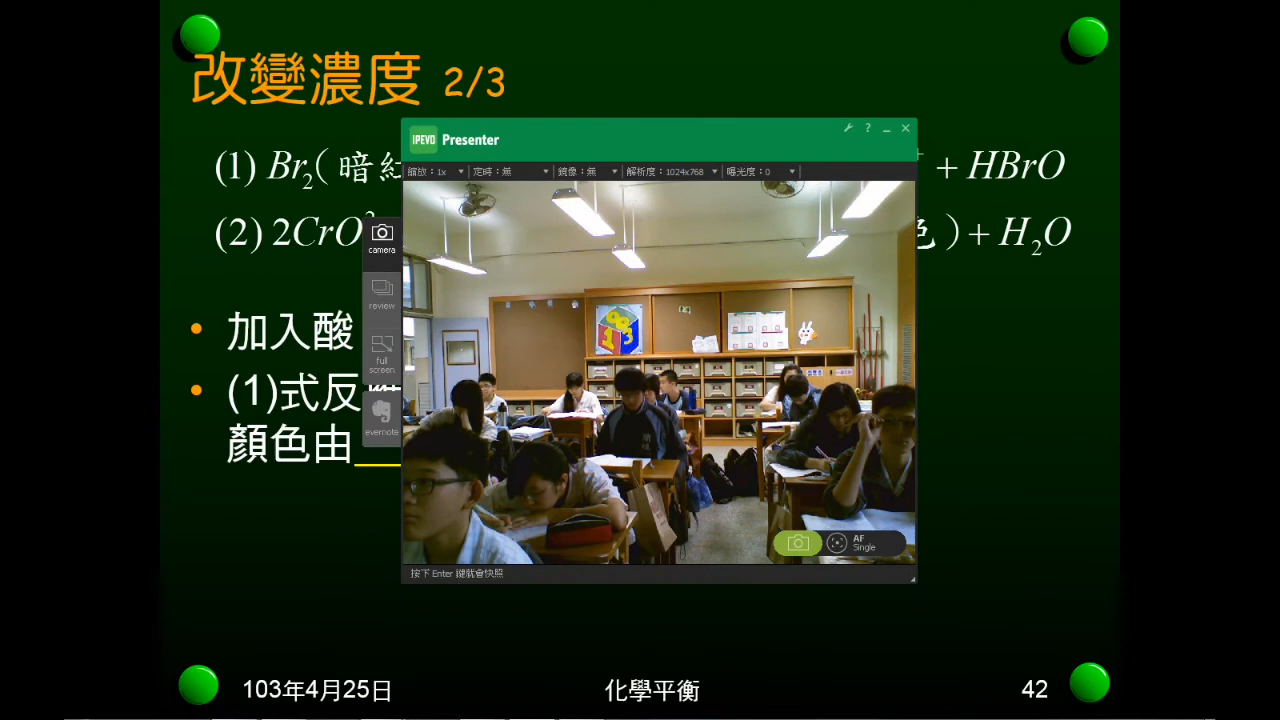 改變濃度 2/3
(1) Br₂(暗紅 + HBrO
(2) 2CrO 色)+ H₂O
加入酸
(1)式反
顏色由
iPEVO Presenter
縮放：1x 定時：無 鏡像：無 解析度：1024x768 曝光度：0
camera
review
full
screen
evernote
AF
Single
按下 Enter 鍵就會快照
103年4月25日 化學平衡 42